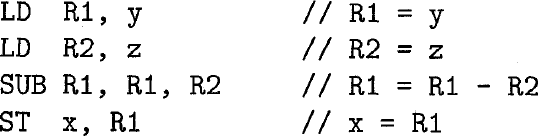 LD R1, y // R1 = y
LD R2, z // R2 = z
SUB R1, R1, R2 // R1 = R1 - R2
ST x, R1 // x = R1